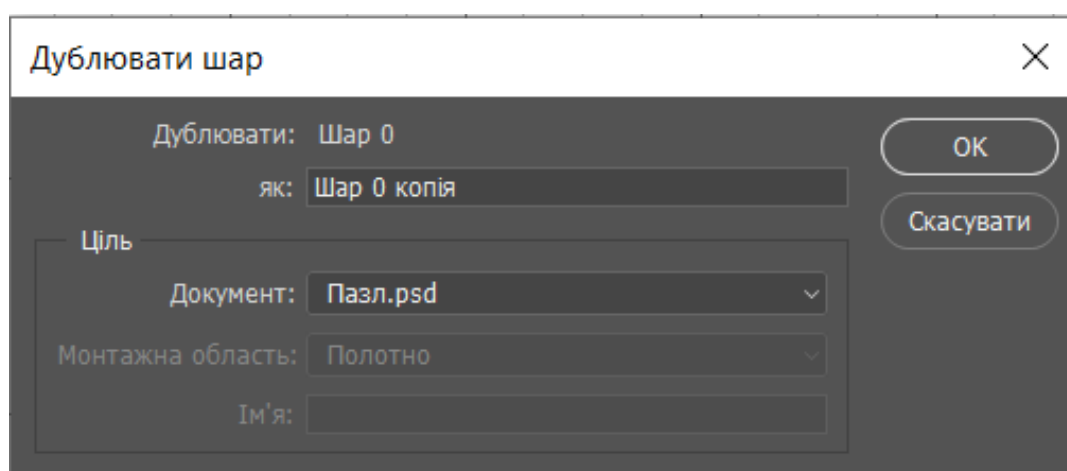 Дублювати шар
Дублювати: Шар 0
як: Шар 0 копія
OK
Скасувати
Ціль
Документ: Пазл.psd
Монтажна область: Полотно
Ім'я: